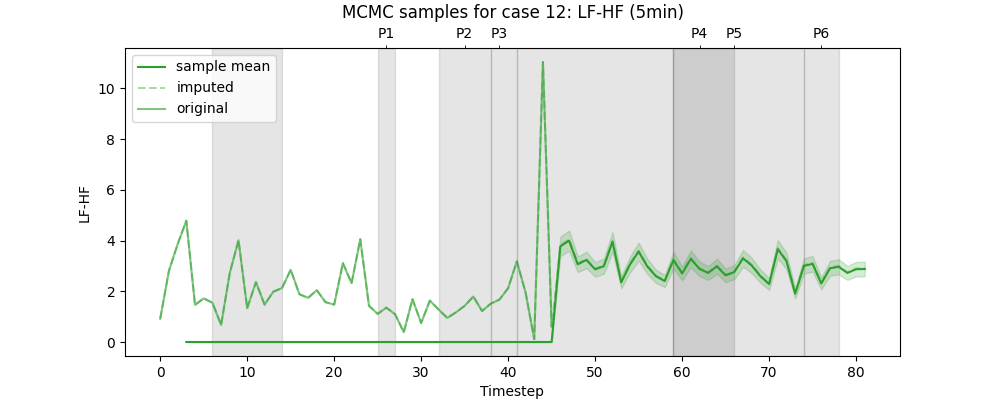 MCMC samples for case 12: LF-HF (5min)
P1 P2 P3 P4 P5 P6
sample mean
imputed
original
10
8
6
4
2
0
LF-HF
0 10 20 30 40 50 60 70 80
Timestep